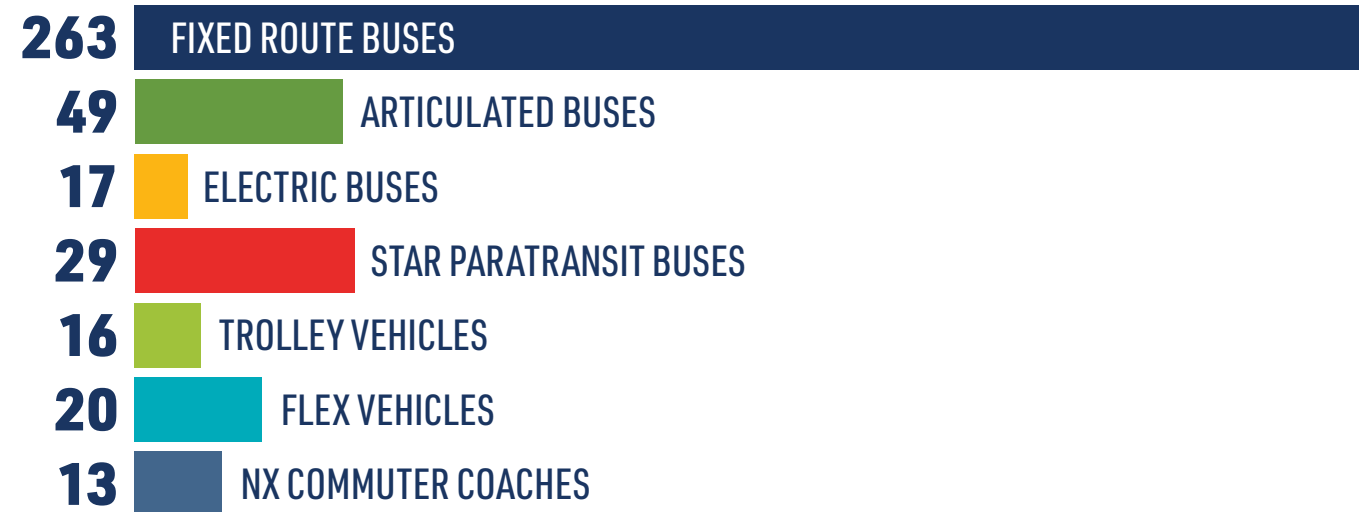 263 FIXED ROUTE BUSES
49 ARTICULATED BUSES
17 ELECTRIC BUSES
29 STAR PARATRANSIT BUSES
16 TROLLEY VEHICLES
20 FLEX VEHICLES
13 NX COMMUTER COACHES